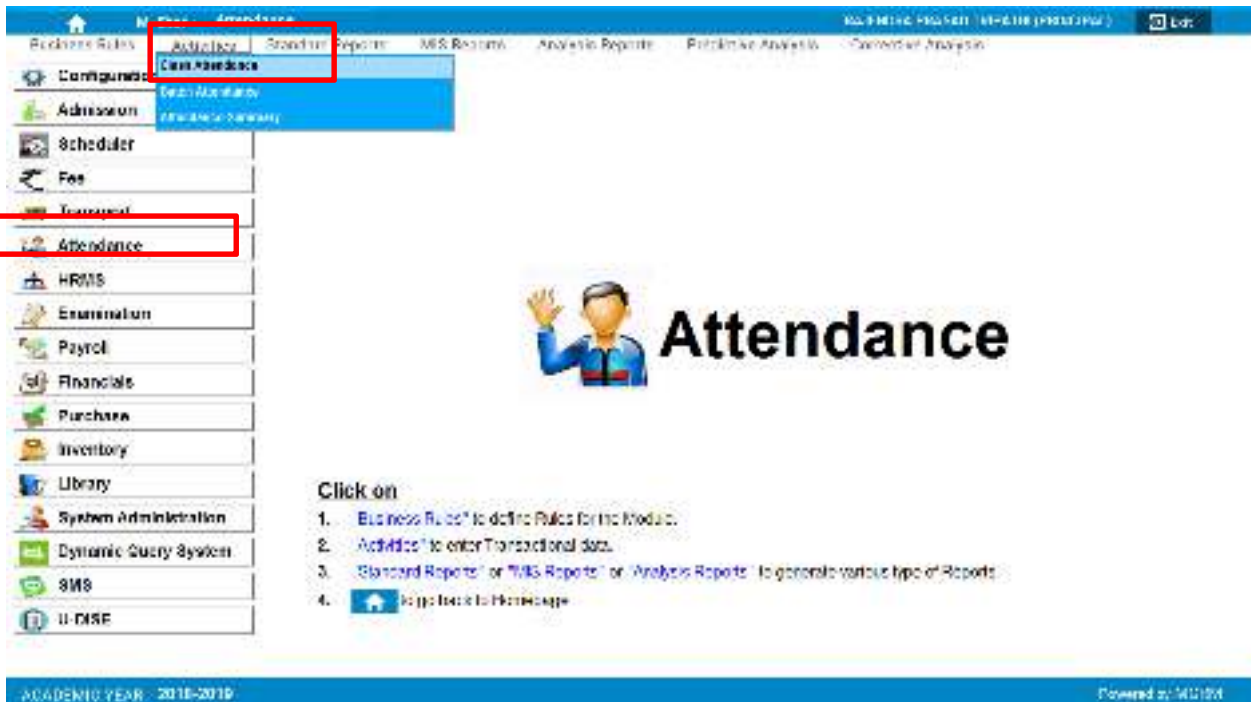 Attendance
Exit
Business Rules Activities Standard Reports MIS Reports Analysis Reports Predictive Analysis Corrective Analysis
Class Attendance
Batch Attendance
Attendance Summary
Configuration
Admission
Scheduler
Fee
Transport
Attendance
HRMS
Examination
Payroll
Financials
Purchase
Inventory
Library
System Administration
Dynamic Query System
SMS
U-DISE
Attendance
Click on
1. "Business Rules" to define Rules for the Module.
2. "Activities" to enter Transactional data.
3. "Standard Reports" or "MIS Reports" or "Analysis Reports" to generate various type of Reports
4. to go back to Homepage
ACADEMIC YEAR 2018-2019
Powered by